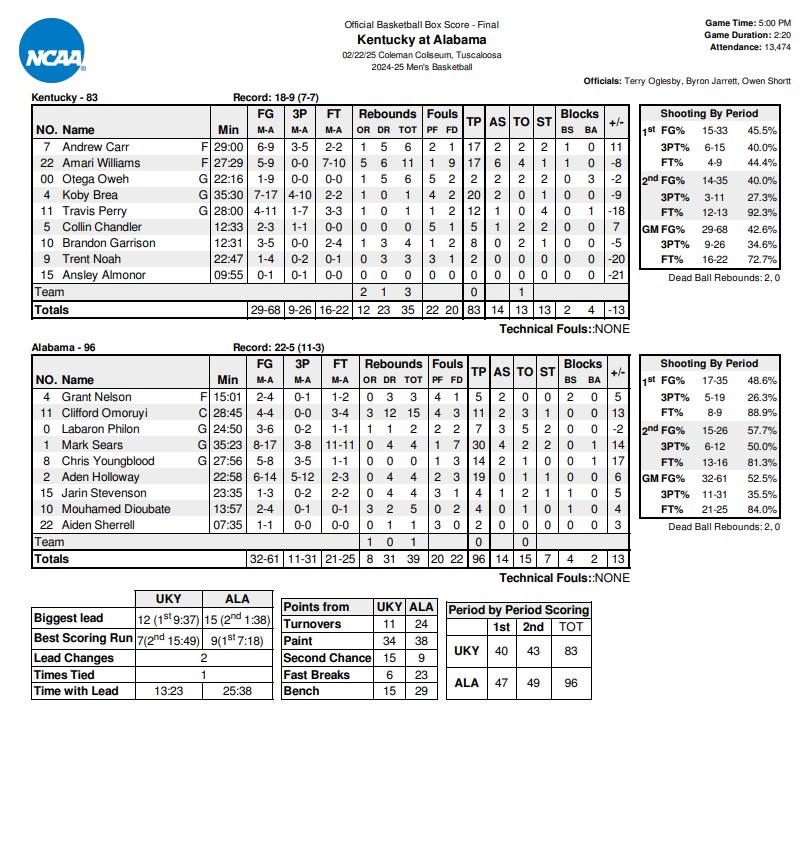 NCAA®
Official Basketball Box Score - Final
Kentucky at Alabama
02/22/25 Coleman Coliseum, Tuscaloosa
2024-25 Men's Basketball
Game Time: 5:00 PM
Game Duration: 2:20
Attendance: 13,474
Officials: Terry Oglesby, Byron Jarrett, Owen Shortt
Kentucky - 83 Record: 18-9 (7-7)
FG 3P FT Rebounds Fouls Blocks
NO. Name Min M-A M-A M-A OR DR TOT PF FD TP AS TO ST BS BA +/-
7 Andrew Carr F 29:00 6-9 3-5 2-2 1 5 6 2 1 17 2 2 2 1 0 11
22 Amari Williams F 27:29 5-9 0-0 7-10 5 6 11 1 9 17 6 4 1 1 0 -8
00 Otega Oweh G 22:16 1-9 0-0 0-0 1 5 6 5 2 2 2 2 2 0 3 -2
4 Koby Brea G 35:30 7-17 4-10 2-2 1 0 1 1 2 20 2 1 0 0 0 -9
11 Travis Perry G 28:00 4-11 1-7 3-3 1 0 1 1 2 12 1 0 4 0 1 -18
5 Collin Chandler 12:33 2-3 1-1 0-0 0 0 0 5 1 5 1 2 2 0 0 7
10 Brandon Garrison 12:31 3-5 0-0 2-4 1 3 4 1 2 8 0 2 1 0 0 -5
9 Trent Noah 22:47 1-4 0-2 0-1 0 3 3 3 1 2 0 0 1 0 0 -20
15 Ansley Almonor 09:55 0-1 0-1 0-0 0 0 0 3 0 0 0 0 0 0 0 -21
Team 2 1 3 0 1
Totals 29-68 9-26 16-22 12 23 35 22 20 83 14 13 13 2 4 -13
Technical Fouls::NONE
Shooting By Period
1st FG% 15-33 45.5%
3PT% 6-15 40.0%
FT% 4-9 44.4%
2nd FG% 14-35 40.0%
3PT% 3-11 27.3%
FT% 12-13 92.3%
GM FG% 29-68 42.6%
3PT% 9-26 34.6%
FT% 16-22 72.7%
Dead Ball Rebounds: 2, 0
Alabama - 96 Record: 22-5 (11-3)
FG 3P FT Rebounds Fouls Blocks
NO. Name Min M-A M-A M-A OR DR TOT PF FD TP AS TO ST BS BA +/-
4 Grant Nelson F 15:01 2-4 0-1 1-2 0 3 3 4 1 5 2 0 0 2 0 5
11 Clifford Omoruyi C 28:45 4-4 0-0 3-4 3 12 15 4 3 11 2 3 1 0 0 13
0 Labaron Philon G 24:50 3-6 0-2 1-1 0 1 1 2 2 7 3 5 2 0 0 -2
1 Mark Sears G 35:23 8-17 3-8 11-11 0 4 4 1 7 30 4 2 2 0 1 14
8 Chris Youngblood G 27:56 5-8 3-5 1-1 0 0 0 1 3 14 2 1 0 0 1 17
2 Aden Holloway 22:58 6-14 5-12 2-3 0 4 4 2 3 19 0 1 1 0 0 6
15 Jarin Stevenson 23:35 1-3 0-2 2-2 0 4 4 3 1 4 1 2 1 1 0 5
10 Mouhamed Dioubate 13:57 2-4 0-1 0-1 3 2 5 0 2 4 0 1 0 1 0 4
22 Aiden Sherrell 07:35 1-1 0-0 0-0 0 1 1 3 0 2 0 0 0 0 0 3
Team 1 0 1 0 0
Totals 32-61 11-31 21-25 8 31 39 20 22 96 14 15 7 4 2 13
Technical Fouls::NONE
Shooting By Period
1st FG% 17-35 48.6%
3PT% 5-19 26.3%
FT% 8-9 88.9%
2nd FG% 15-26 57.7%
3PT% 6-12 50.0%
FT% 13-16 81.3%
GM FG% 32-61 52.5%
3PT% 11-31 35.5%
FT% 21-25 84.0%
Dead Ball Rebounds: 2, 0
UKY ALA
Biggest lead 12 (1st 9:37) 15 (2nd 1:38)
Best Scoring Run 7(2nd 15:49) 9(1st 7:18)
Lead Changes 2
Times Tied 1
Time with Lead 13:23 25:38
Points from UKY ALA
Turnovers 11 24
Paint 34 38
Second Chance 15 9
Fast Breaks 6 23
Bench 15 29
Period by Period Scoring
1st 2nd TOT
UKY 40 43 83
ALA 47 49 96